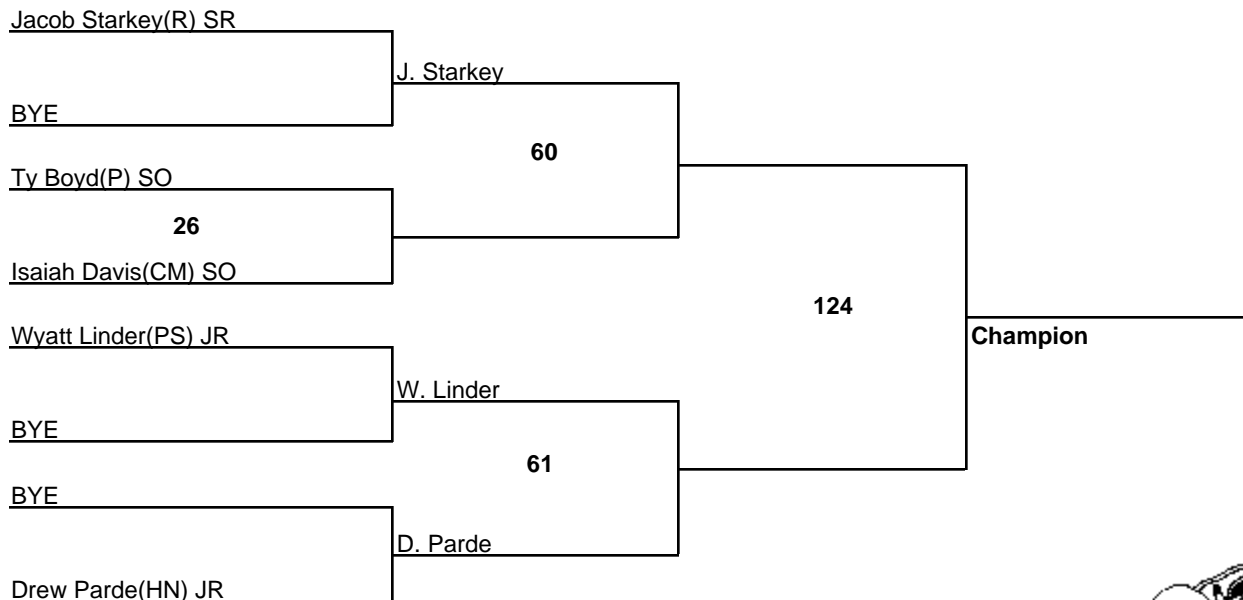 Jacob Starkey(R) SR
J. Starkey
BYE
60
Ty Boyd(P) SO
26
Isaiah Davis(CM) SO
124
Wyatt Linder(PS) JR
Champion
W. Linder
BYE
61
BYE
D. Parde
Drew Parde(HN) JR